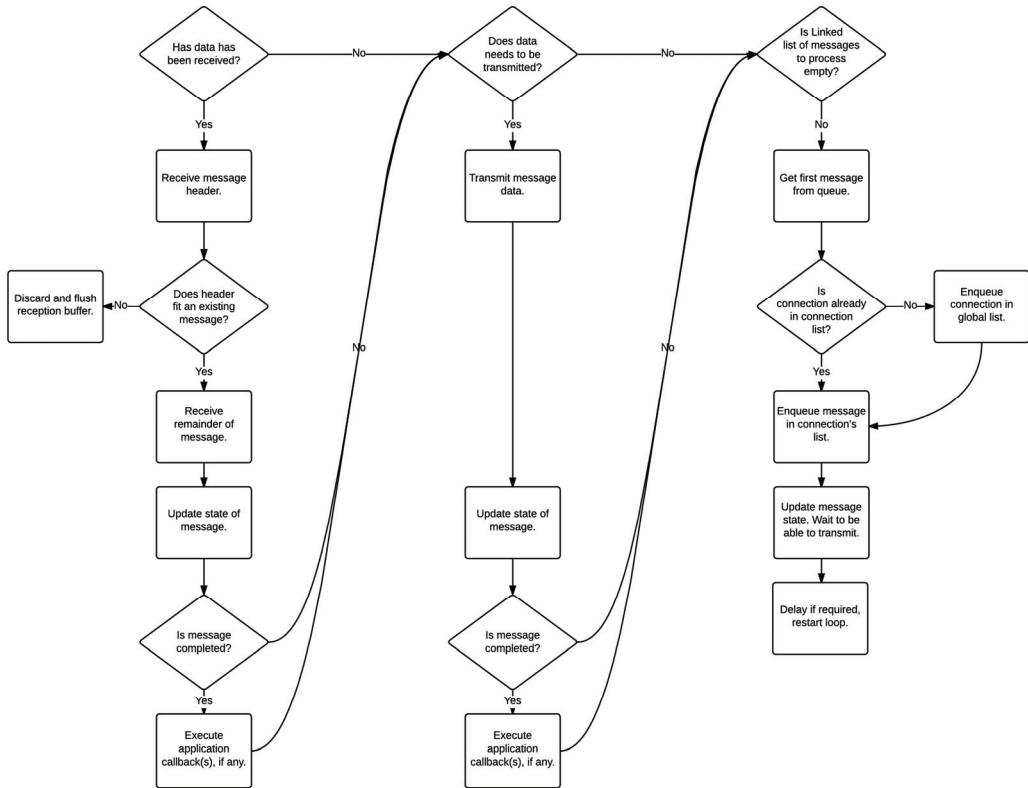 Has data has
been received?
No
Does data
needs to be
transmitted?
No
Is Linked
list of messages
to process
empty?
Yes
Yes
No
Receive message
header.
Transmit message
data.
Get first message
from queue.
Discard and flush
reception buffer.
No
Does header
fit an existing
message?
Is
connection already
in connection
list?
No
Enqueue
connection in
global list.
No
No
Yes
Yes
Receive
remainder of
message.
Enqueue message
in connection's
list.
Update state of
message.
Update state of
message.
Update message
state. Wait to be
able to transmit.
Delay if required,
restart loop.
Is message
completed?
Is message
completed?
Yes
Yes
Execute
application
callback(s), if any.
Execute
application
callback(s), if any.